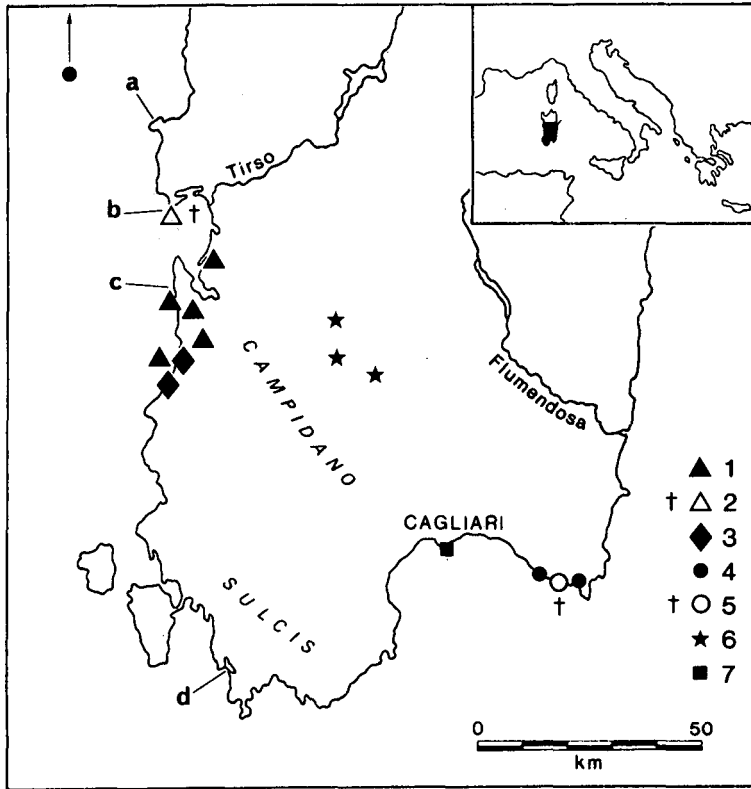 a
Tirso
b
†
c
CAMPIDANO
Flumendosa
CAGLIARI
SULCIS
†
d
1
† 2
3
4
† 5
6
7
0 50
km